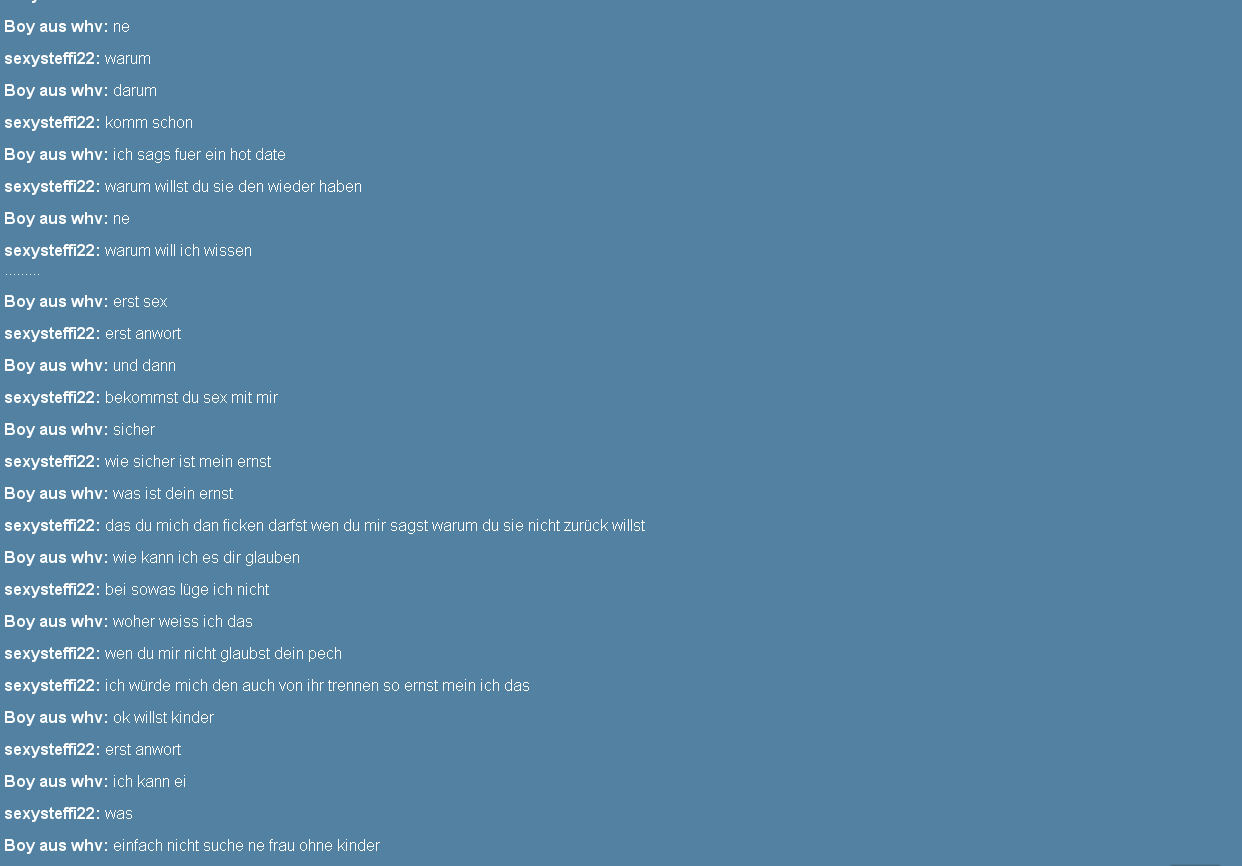 Boy aus whv: ne
sexysteffi22: warum
Boy aus whv: darum
sexysteffi22: komm schon
Boy aus whv: ich sags fuer ein hot date
sexysteffi22: warum willst du sie den wieder haben
Boy aus whv: ne
sexysteffi22: warum will ich wissen
.........
Boy aus whv: erst sex
sexysteffi22: erst anwort
Boy aus whv: und dann
sexysteffi22: bekommst du sex mit mir
Boy aus whv: sicher
sexysteffi22: wie sicher ist mein ernst
Boy aus whv: was ist dein ernst
sexysteffi22: das du mich dan ficken darfst wen du mir sagst warum du sie nicht zurück willst
Boy aus whv: wie kann ich es dir glauben
sexysteffi22: bei sowas lüge ich nicht
Boy aus whv: woher weiss ich das
sexysteffi22: wen du mir nicht glaubst dein pech
sexysteffi22: ich würde mich den auch von ihr trennen so ernst mein ich das
Boy aus whv: ok willst kinder
sexysteffi22: erst anwort
Boy aus whv: ich kann ei
sexysteffi22: was
Boy aus whv: einfach nicht suche ne frau ohne kinder